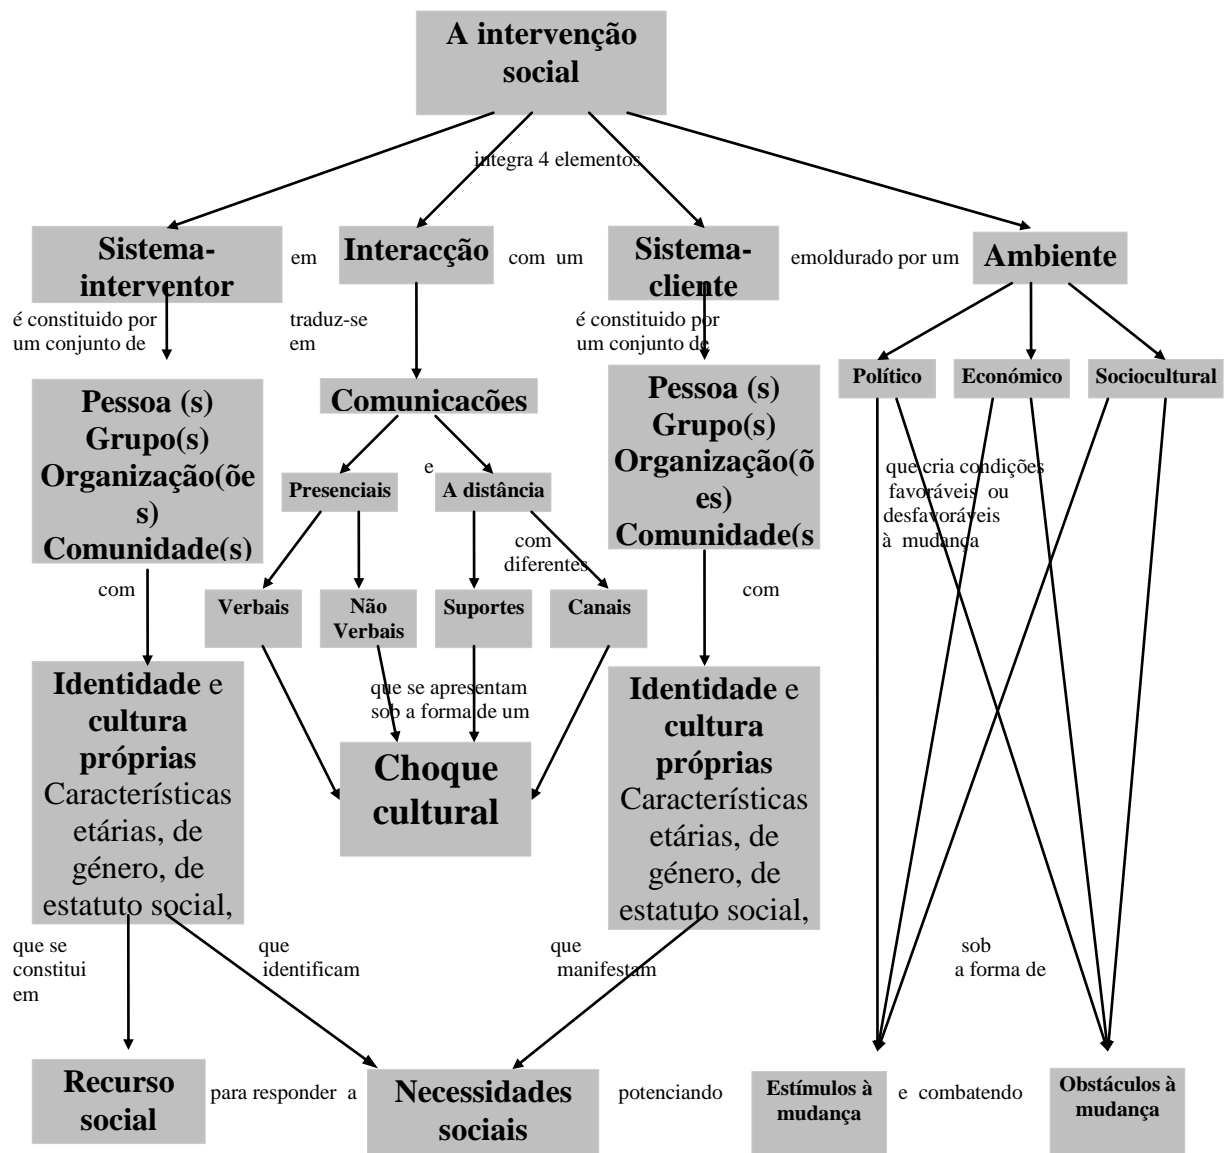 A intervenção
social
integra 4 elementos
Sistema-
interventor
em
Interacção
com um
Sistema-
cliente
emoldurado por um
Ambiente
é constituido por
um conjunto de
traduz-se
em
é constituido por
um conjunto de
Político
Económico
Sociocultural
Pessoa (s)
Grupo(s)
Organização(õe
s)
Comunidade(s)
Comunicacões
Pessoa (s)
Grupo(s)
Organização(õ
es)
Comunidade(s
e
Presenciais
A distância
que cria condições
favoráveis ou
desfavoráveis
à mudança
com
diferentes
com
Verbais
Não
Verbais
Suportes
Canais
com
Identidade e
cultura
próprias
Características
etárias, de
género, de
estatuto social,
que se apresentam
sob a forma de um
Choque
cultural
Identidade e
cultura
próprias
Características
etárias, de
género, de
estatuto social,
que se
constitui
em
que
identificam
que
manifestam
sob
a forma de
Recurso
social
para responder a
Necessidades
sociais
potenciando
Estímulos à
mudança
e combatendo
Obstáculos à
mudança